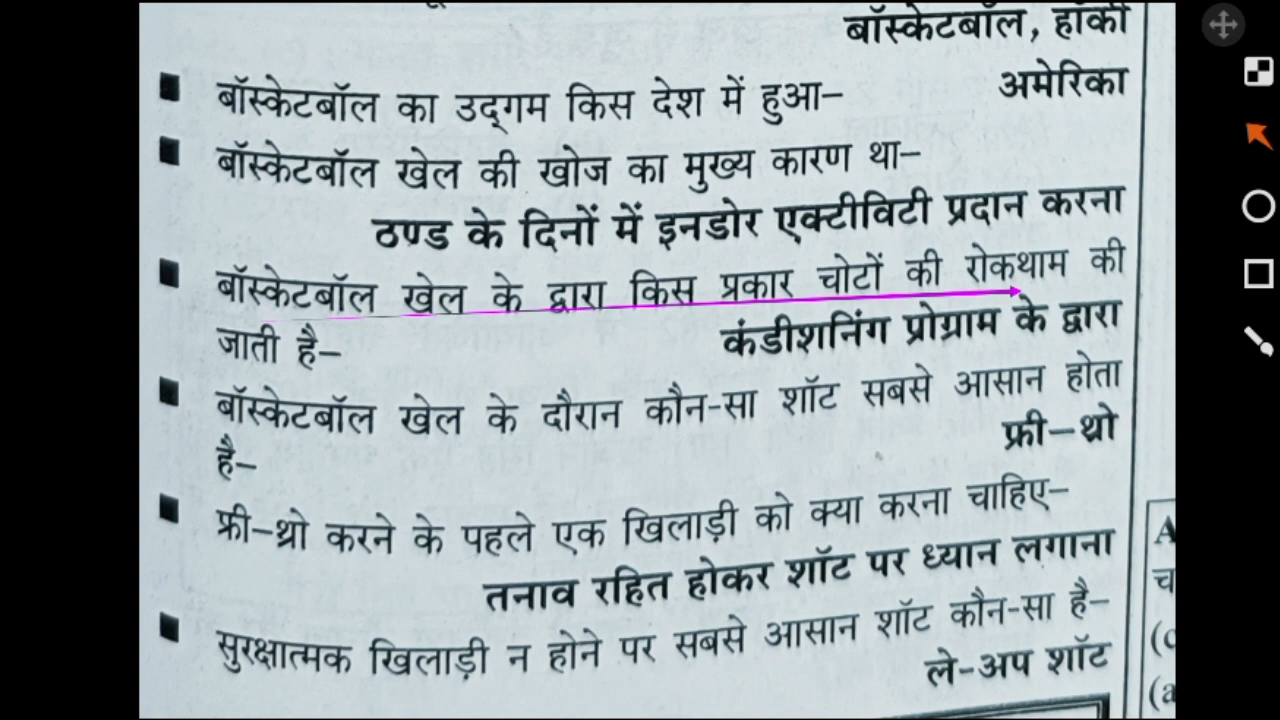 बॉस्केटबॉल, हॉकी
■ बॉस्केटबॉल का उद्गम किस देश में हुआ– अमेरिका
■ बॉस्केटबॉल खेल की खोज का मुख्य कारण था–
ठण्ड के दिनों में इनडोर एक्टीविटी प्रदान करना
■ बॉस्केटबॉल खेल के द्वारा किस प्रकार चोटों की रोकथाम की
जाती है– कंडीशनिंग प्रोग्राम के द्वारा
■ बॉस्केटबॉल खेल के दौरान कौन-सा शॉट सबसे आसान होता
है– फ्री–थ्रो
■ फ्री–थ्रो करने के पहले एक खिलाड़ी को क्या करना चाहिए–
तनाव रहित होकर शॉट पर ध्यान लगाना
■ सुरक्षात्मक खिलाड़ी न होने पर सबसे आसान शॉट कौन-सा है–
ले-अप शॉट
A
च
(a